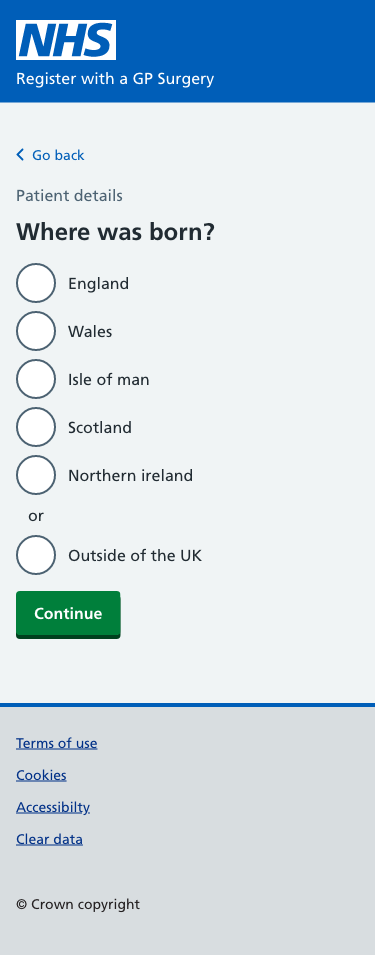 NHS
Register with a GP Surgery
Go back
Patient details
Where was born?
England
Wales
Isle of man
Scotland
Northern ireland
or
Outside of the UK
Continue
Terms of use
Cookies
Accessibilty
Clear data
© Crown copyright